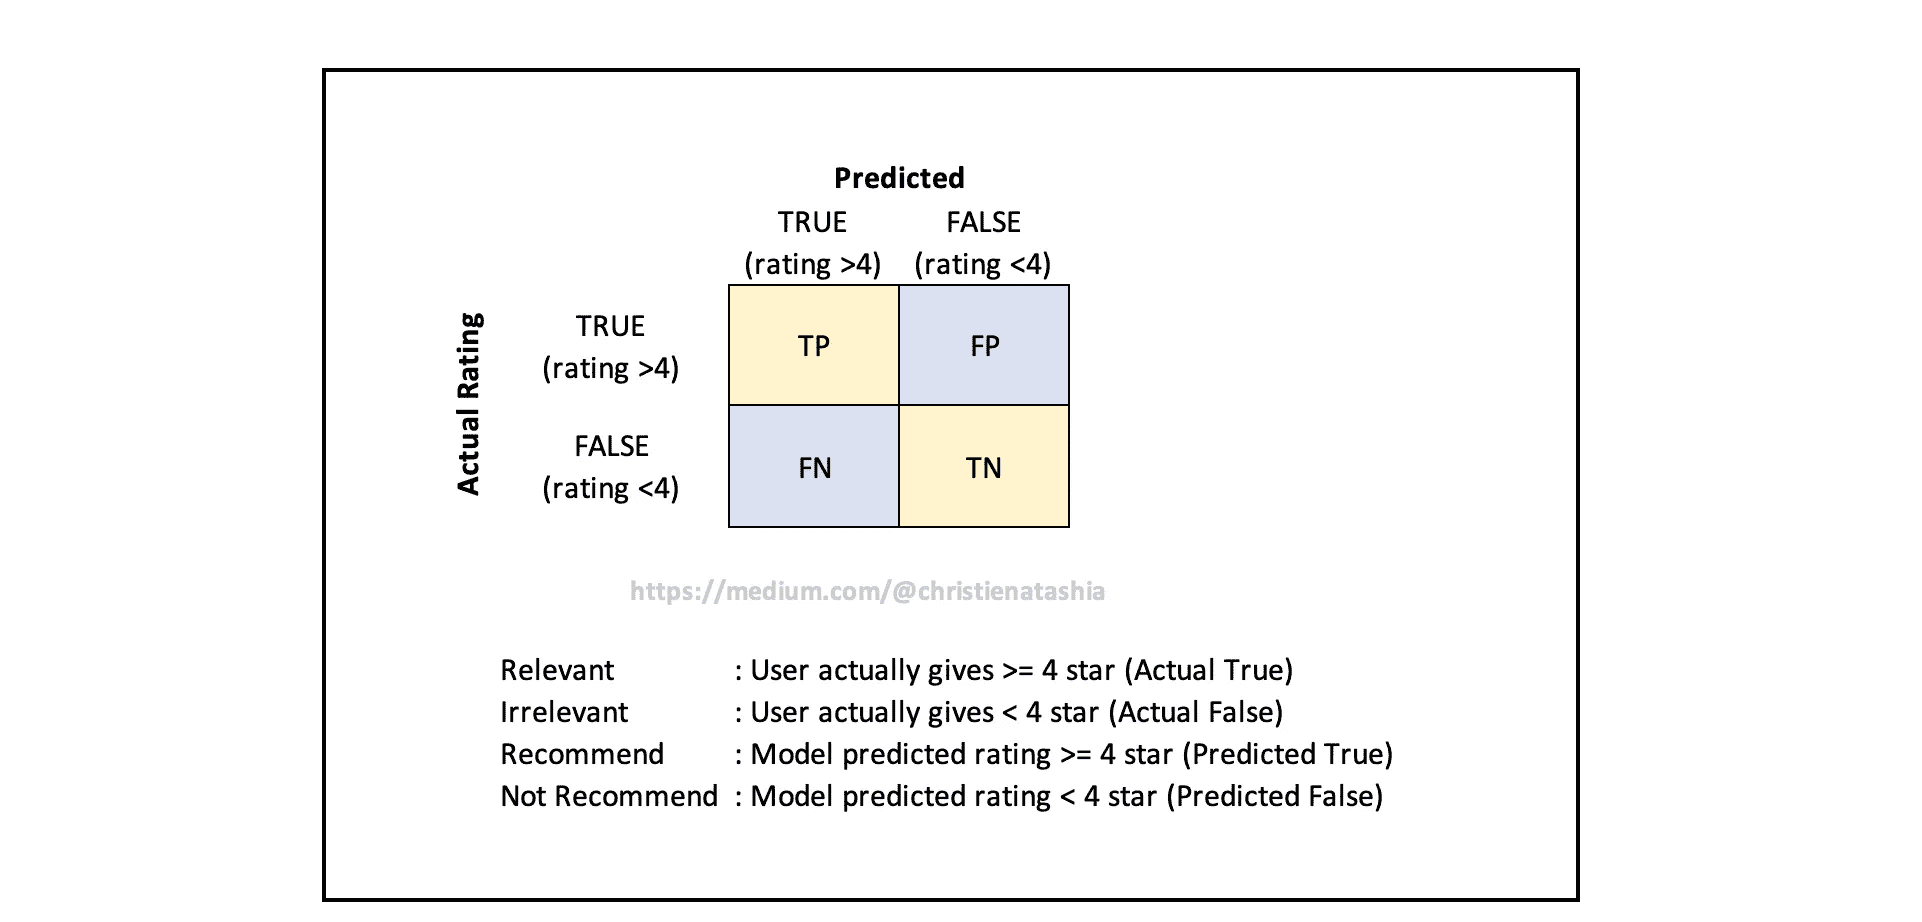 Predicted
TRUE FALSE
(rating >4) (rating <4)
Actual Rating
TRUE
(rating >4)
TP FP
FALSE
(rating <4)
FN TN
https://medium.com/@christienatashia
Relevant : User actually gives >= 4 star (Actual True)
Irrelevant : User actually gives < 4 star (Actual False)
Recommend : Model predicted rating >= 4 star (Predicted True)
Not Recommend : Model predicted rating < 4 star (Predicted False)